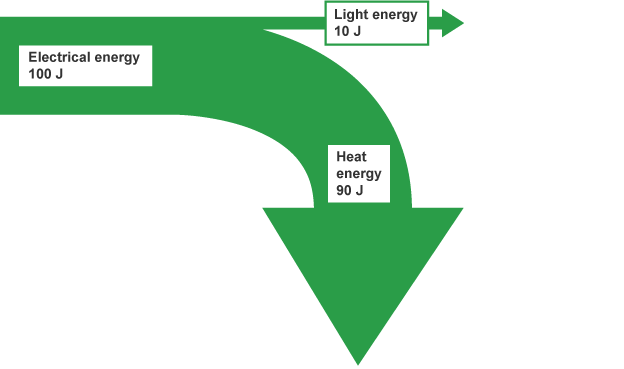 Light energy
10 J
Electrical energy
100 J
Heat
energy
90 J